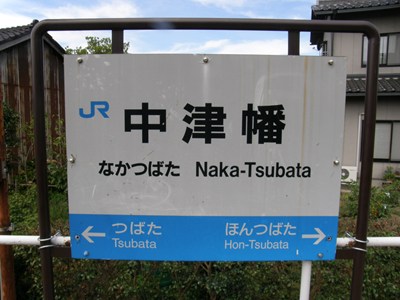 JR 中津幡
なかつばた Naka-Tsubata
つばた ほんつばた
Tsubata Hon-Tsubata